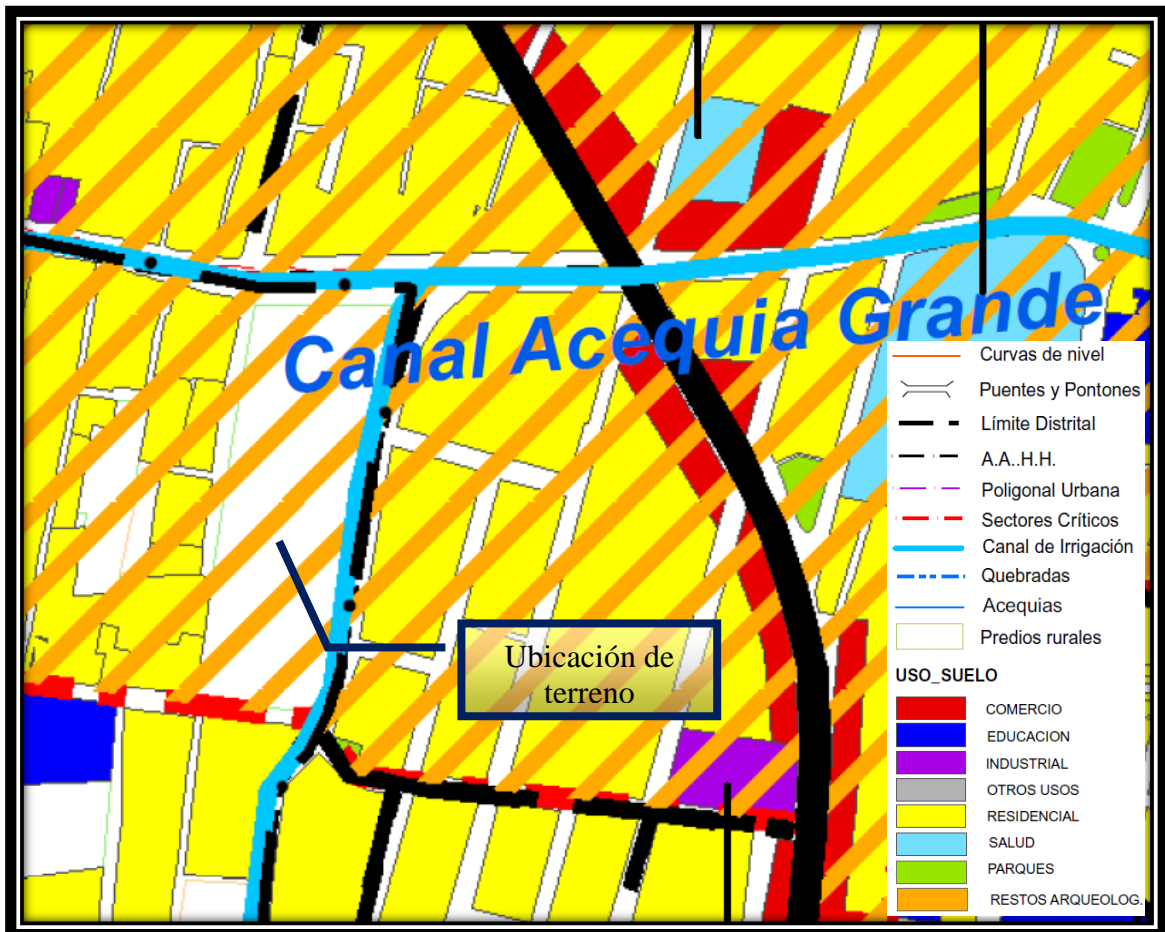 Canal Acequia Grande
Curvas de nivel
Puentes y Pontones
Límite Distrital
A.A..H.H.
Poligonal Urbana
Sectores Críticos
Canal de Irrigación
Quebradas
Acequias
Predios rurales
USO_SUELO
COMERCIO
EDUCACION
INDUSTRIAL
OTROS USOS
RESIDENCIAL
SALUD
PARQUES
RESTOS ARQUEOLOG.
Ubicación de
terreno